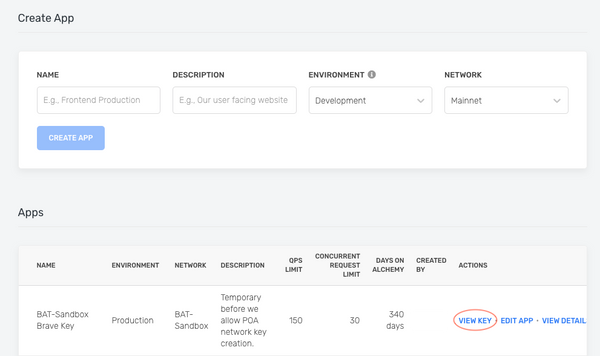 Create App
NAME
DESCRIPTION
ENVIRONMENT
NETWORK
E.g., Frontend Production
E.g., Our user facing website
Development
Mainnet
CREATE APP
Apps
NAME
ENVIRONMENT
NETWORK
DESCRIPTION
QPS
LIMIT
CONCURRENT
REQUEST
LIMIT
DAYS ON
ALCHEMY
CREATED
BY
ACTIONS
BAT-Sandbox
Brave Key
Production
BAT-
Sandbox
Temporary
before we
allow POA
network key
creation.
150
30
340
days
VIEW KEY · EDIT APP · VIEW DETAIL